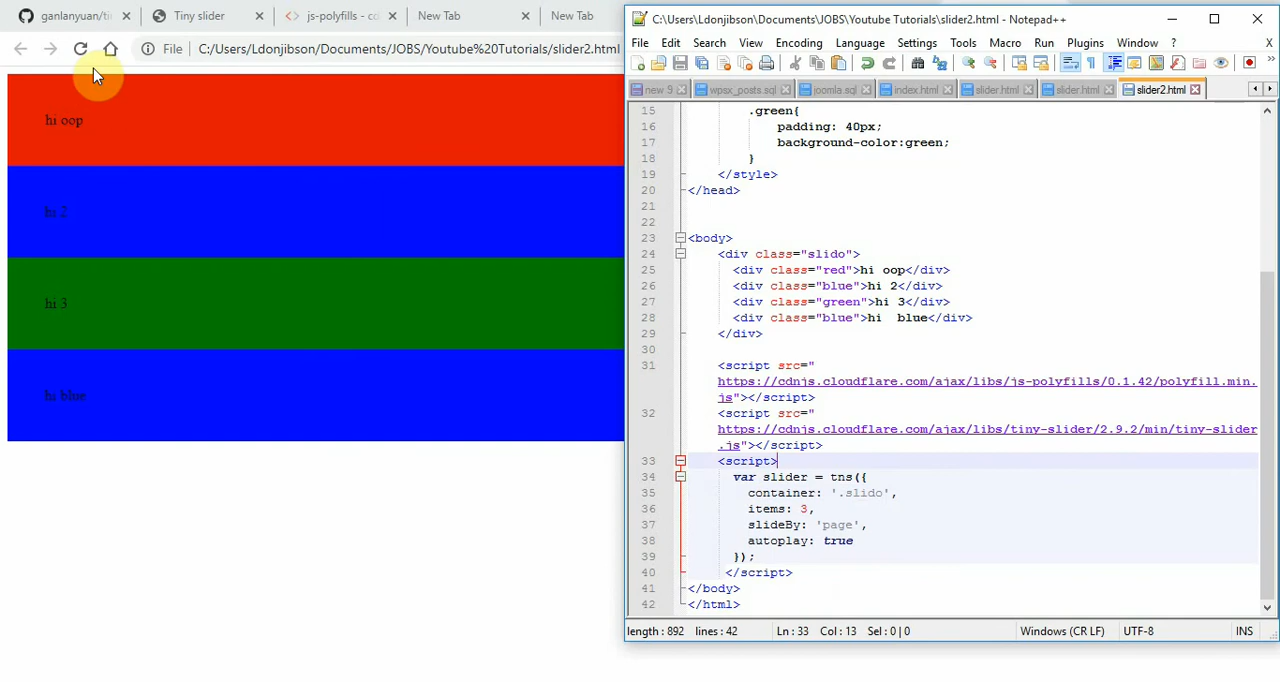 ganlanyuan/ti
Tiny slider
js-polyfills - cd
New Tab
New Tab
File
C:/Users/Ldonjibson/Documents/JOBS/Youtube%20Tutorials/slider2.html
hi oop
hi 2
hi 3
hi blue
C:\Users\Ldonjibson\Documents\JOBS\Youtube Tutorials\slider2.html - Notepad++
File Edit Search View Encoding Language Settings Tools Macro Run Plugins Window ? X
new 9 wpsx_posts.sql joomla.sql index.html slider.html slider.html slider2.html
15 .green{
16 padding: 40px;
17 background-color:green;
18 }
19 </style>
20 </head>
21
22
23 <body>
24 <div class="slido">
25 <div class="red">hi oop</div>
26 <div class="blue">hi 2</div>
27 <div class="green">hi 3</div>
28 <div class="blue">hi  blue</div>
29 </div>
30
31 <script src="
https://cdnjs.cloudflare.com/ajax/libs/js-polyfills/0.1.42/polyfill.min.
js"></script>
32 <script src="
https://cdnjs.cloudflare.com/ajax/libs/tiny-slider/2.9.2/min/tiny-slider
.js"></script>
33 <script>
34 var slider = tns({
35 container: '.slido',
36 items: 3,
37 slideBy: 'page',
38 autoplay: true
39 });
40 </script>
41 </body>
42 </html>
length : 892 lines : 42 Ln : 33 Col : 13 Sel : 0 | 0 Windows (CR LF) UTF-8 INS